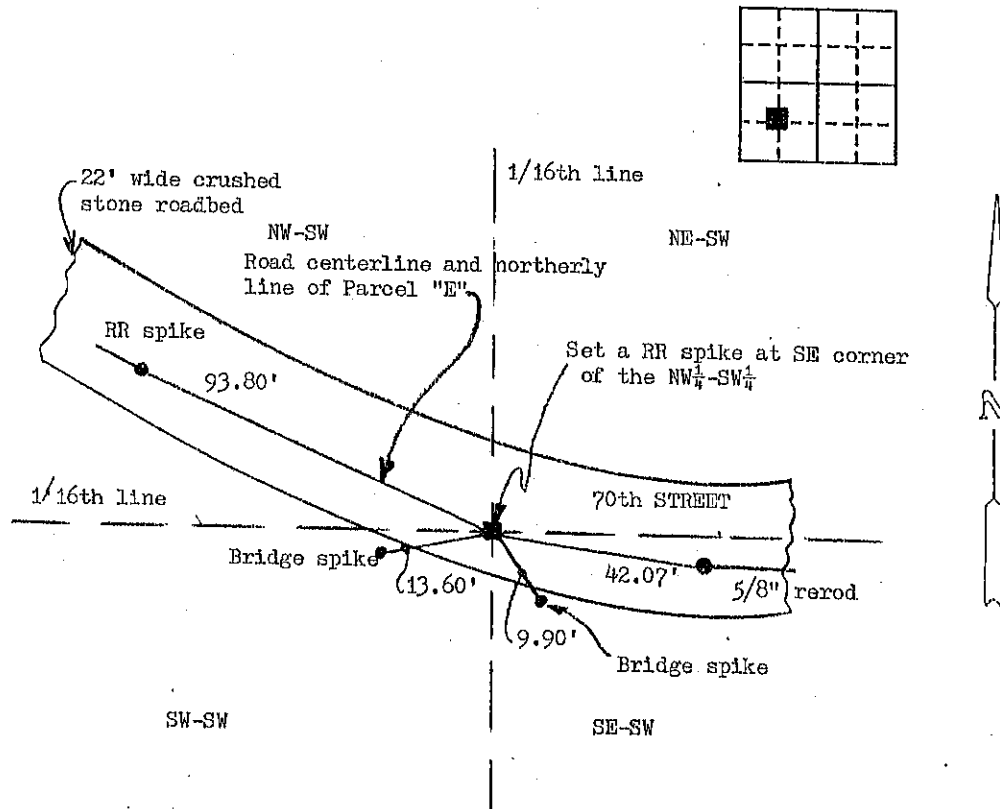 1/16th line
22' wide crushed
stone roadbed
NW-SW
NE-SW
Road centerline and northerly
line of Parcel "E"
RR spike
93.80'
Set a RR spike at SE corner
of the NW¼-SW¼
N
1/16th line
70th STREET
Bridge spike
13.60'
42.07'
5/8" rerod
9.90'
Bridge spike
SW-SW
SE-SW